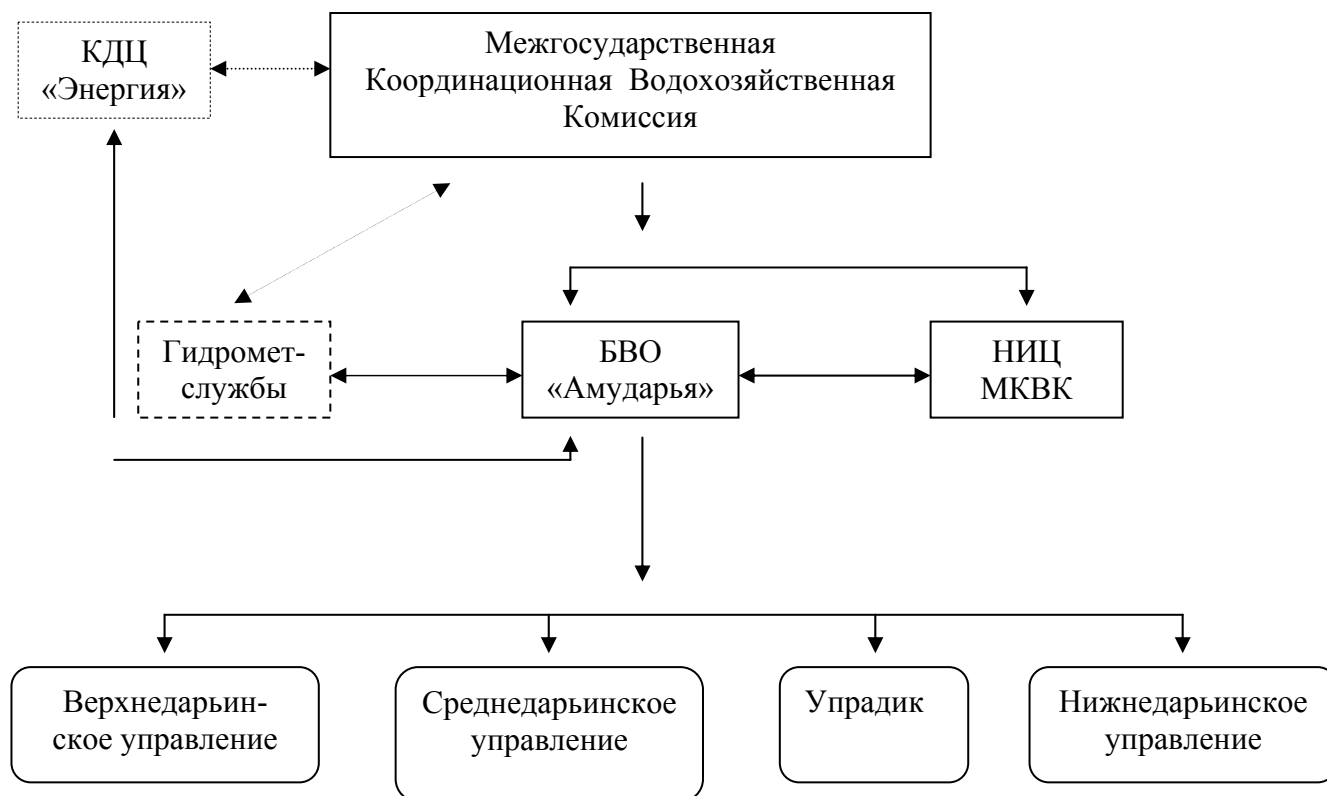 КДЦ
«Энергия»
Межгосударственная
Координационная Водохозяйственная
Комиссия
Гидромет-
службы
БВО
«Амударья»
НИЦ
МКВК
Верхнедарьин-
ское управление
Среднедарьинское
управление
Упрадик
Нижнедарьинское
управление